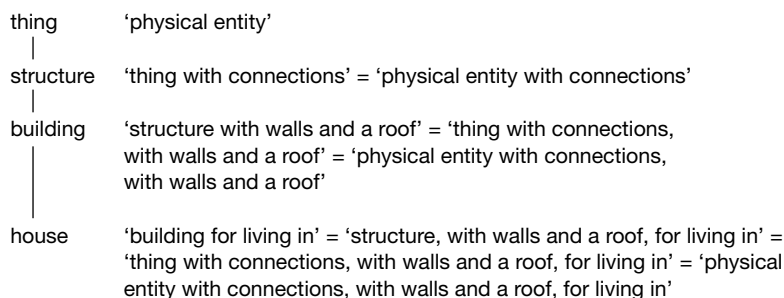 thing ‘physical entity’
structure ‘thing with connections’ = ‘physical entity with connections’
building ‘structure with walls and a roof’ = ‘thing with connections,
with walls and a roof’ = ‘physical entity with connections,
with walls and a roof’
house ‘building for living in’ = ‘structure, with walls and a roof, for living in’ =
‘thing with connections, with walls and a roof, for living in’ = ‘physical
entity with connections, with walls and a roof, for living in’